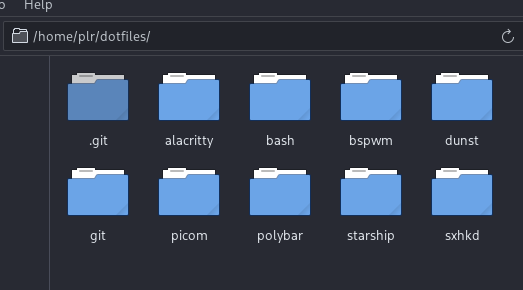 Help
/home/plr/dotfiles/
.git alacritty bash bspwm dunst
git picom polybar starship sxhkd